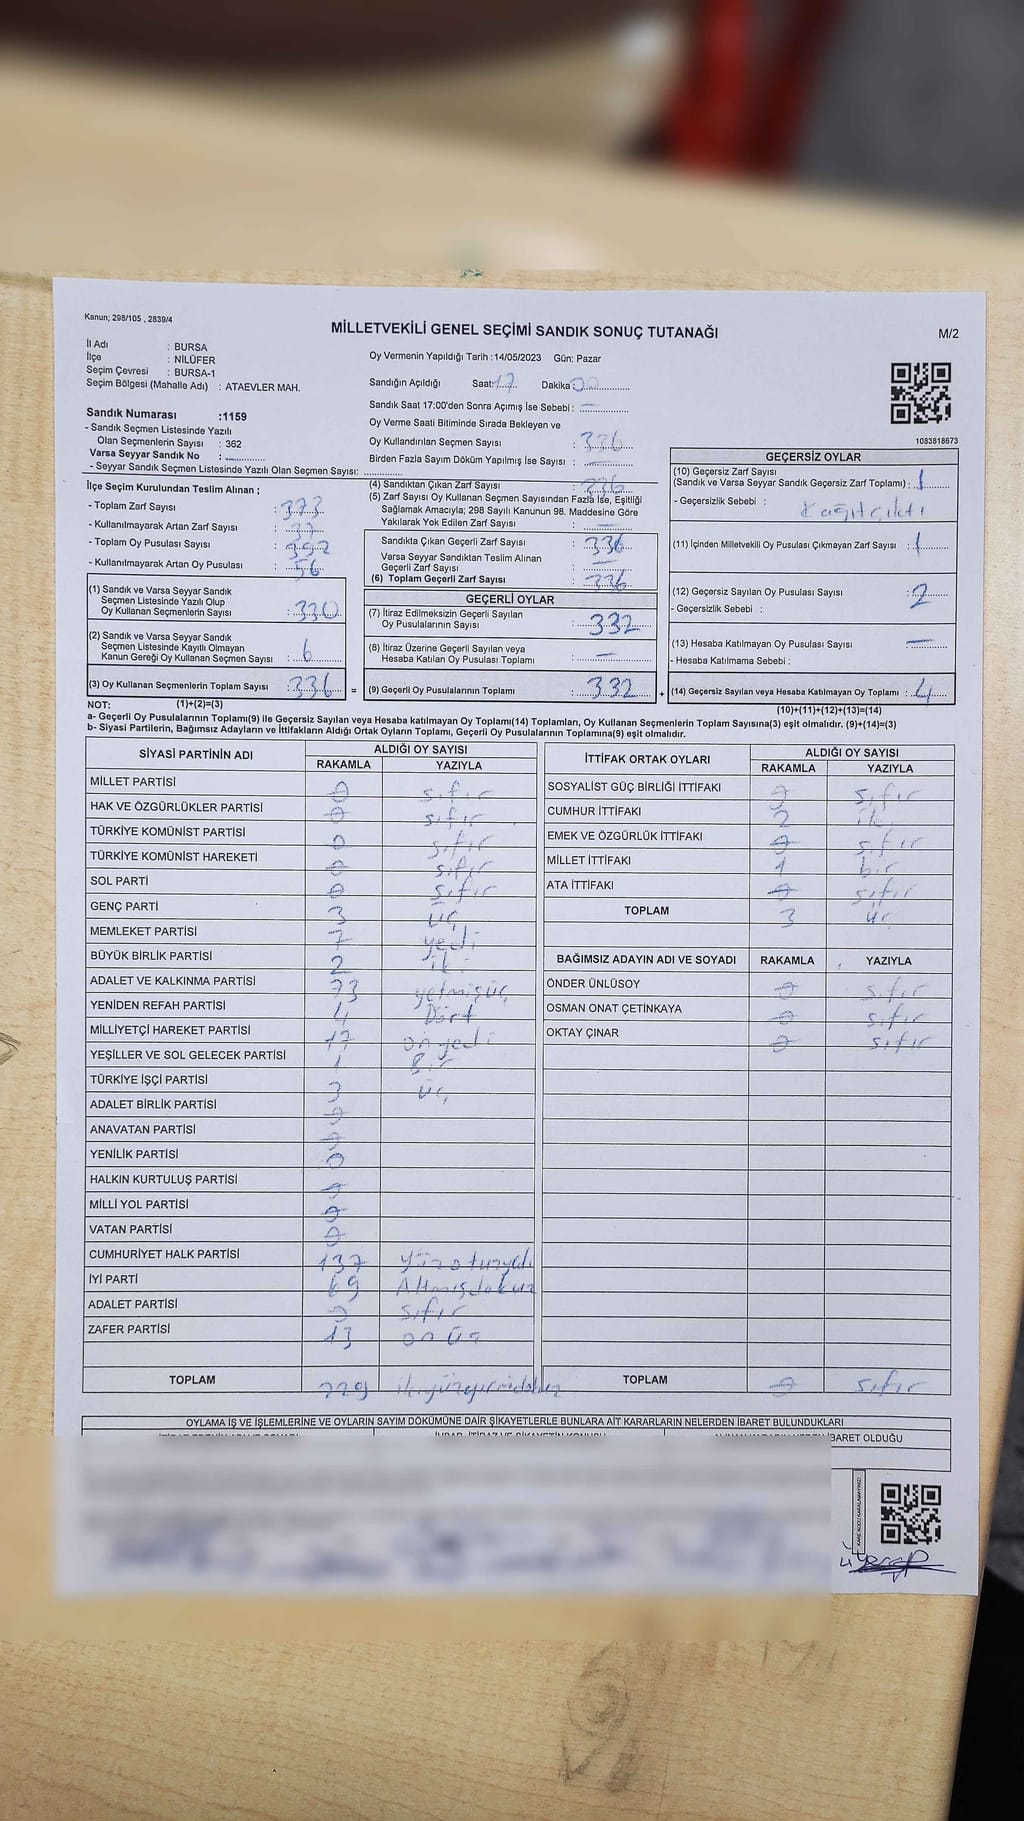 Kanun; 298/105 , 2839/4
MİLLETVEKİLİ GENEL SEÇİMİ SANDIK SONUÇ TUTANAĞI
M/2
İl Adı : BURSA
İlçe : NİLÜFER
Seçim Çevresi : BURSA-1
Seçim Bölgesi (Mahalle Adı) : ATAEVLER MAH.
Sandık Numarası :1159
- Sandık Seçmen Listesinde Yazılı
Olan Seçmenlerin Sayısı : 362
Varsa Seyyar Sandık No :
- Seyyar Sandık Seçmen Listesinde Yazılı Olan Seçmen Sayısı:
Oy Vermenin Yapıldığı Tarih :14/05/2023 Gün: Pazar
Sandığın Açıldığı Saat: 17 Dakika 00
Sandık Saat 17:00'den Sonra Açımış İse Sebebi : —
Oy Verme Saati Bitiminde Sırada Bekleyen ve
Oy Kullandırılan Seçmen Sayısı : 336
Birden Fazla Sayım Döküm Yapılmış İse Sayısı : —
1083818673
İlçe Seçim Kurulundan Teslim Alınan ;
- Toplam Zarf Sayısı : 373
- Kullanılmayarak Artan Zarf Sayısı : 37
- Toplam Oy Pusulası Sayısı : 392
- Kullanılmayarak Artan Oy Pusulası : 56
(1) Sandık ve Varsa Seyyar Sandık
Seçmen Listesinde Yazılı Olup
Oy Kullanan Seçmenlerin Sayısı : 330
(2) Sandık ve Varsa Seyyar Sandık
Seçmen Listesinde Kayıtlı Olmayan
Kanun Gereği Oy Kullanan Seçmen Sayısı : 6
(3) Oy Kullanan Seçmenlerin Toplam Sayısı : 336 =
(4) Sandıktan Çıkan Zarf Sayısı : 336
(5) Zarf Sayısı Oy Kullanan Seçmen Sayısından Fazla İse, Eşitliği
Sağlamak Amacıyla; 298 Sayılı Kanunun 98. Maddesine Göre
Yakılarak Yok Edilen Zarf Sayısı : —
Sandıkta Çıkan Geçerli Zarf Sayısı : 336
Varsa Seyyar Sandıktan Teslim Alınan
Geçerli Zarf Sayısı : —
(6) Toplam Geçerli Zarf Sayısı : 336
GEÇERLİ OYLAR
(7) İtiraz Edilmeksizin Geçerli Sayılan
Oy Pusulalarının Sayısı : 332
(8) İtiraz Üzerine Geçerli Sayılan veya
Hesaba Katılan Oy Pusulası Toplamı : —
(9) Geçerli Oy Pusulalarının Toplamı : 332 +
GEÇERSİZ OYLAR
(10) Geçersiz Zarf Sayısı
(Sandık ve Varsa Seyyar Sandık Geçersiz Zarf Toplamı) : 1
- Geçersizlik Sebebi : Kağıt çıktı
(11) İçinden Milletvekili Oy Pusulası Çıkmayan Zarf Sayısı : 1
(12) Geçersiz Sayılan Oy Pusulası Sayısı : 2
- Geçersizlik Sebebi :
(13) Hesaba Katılmayan Oy Pusulası Sayısı —
- Hesaba Katılmama Sebebi :
(14) Geçersiz Sayılan veya Hesaba Katılmayan Oy Toplamı : 4
NOT: (1)+(2)=(3) (10)+(11)+(12)+(13)=(14)
a- Geçerli Oy Pusulalarının Toplamı(9) ile Geçersiz Sayılan veya Hesaba katılmayan Oy Toplamı(14) Toplamları, Oy Kullanan Seçmenlerin Toplam Sayısına(3) eşit olmalıdır. (9)+(14)=(3)
b- Siyasi Partilerin, Bağımsız Adayların ve İttifakların Aldığı Oyların Toplamı, Geçerli Oy Pusulalarının Toplamına(9) eşit olmalıdır.
SİYASİ PARTİNİN ADI ALDIĞI OY SAYISI
RAKAMLA YAZIYLA
MİLLET PARTİSİ 0 sıfır
HAK VE ÖZGÜRLÜKLER PARTİSİ 0 sıfır
TÜRKİYE KOMÜNİST PARTİSİ 0 sıfır
TÜRKİYE KOMÜNİST HAREKETİ 0 sıfır
SOL PARTİ 0 sıfır
GENÇ PARTİ 3 üç
MEMLEKET PARTİSİ 7 yedi
BÜYÜK BİRLİK PARTİSİ 2 iki
ADALET VE KALKINMA PARTİSİ 73 yetmişüç
YENİDEN REFAH PARTİSİ 4 Dört
MİLLİYETÇİ HAREKET PARTİSİ 17 onyedi
YEŞİLLER VE SOL GELECEK PARTİSİ 1 Bir
TÜRKİYE İŞÇİ PARTİSİ 3 üç
ADALET BİRLİK PARTİSİ 0
ANAVATAN PARTİSİ 0
YENİLİK PARTİSİ 0
HALKIN KURTULUŞ PARTİSİ 0
MİLLİ YOL PARTİSİ 0
VATAN PARTİSİ 0
CUMHURİYET HALK PARTİSİ 137 yüzotuzyedi
İYİ PARTİ 69 Altmışdokuz
ADALET PARTİSİ 0 sıfır
ZAFER PARTİSİ 13 onüç
TOPLAM
İTTİFAK ORTAK OYLARI ALDIĞI OY SAYISI
RAKAMLA YAZIYLA
SOSYALİST GÜÇ BİRLİĞİ İTTİFAKI 0 sıfır
CUMHUR İTTİFAKI 2 iki
EMEK VE ÖZGÜRLÜK İTTİFAKI 0 sıfır
MİLLET İTTİFAKI 1 bir
ATA İTTİFAKI 0 sıfır
TOPLAM 3 üç
BAĞIMSIZ ADAYIN ADI VE SOYADI RAKAMLA YAZIYLA
ÖNDER ÜNLÜSOY 0 sıfır
OSMAN ONAT ÇETİNKAYA 0 sıfır
OKTAY ÇINAR 0 sıfır
TOPLAM 0 sıfır
OYLAMA İŞ VE İŞLEMLERİNE VE OYLARIN SAYIM DÖKÜMÜNE DAİR ŞİKAYETLERLE BUNLARA AİT KARARLARIN NELERDEN İBARET BULUNDUKLARI
İBARET OLDUĞU